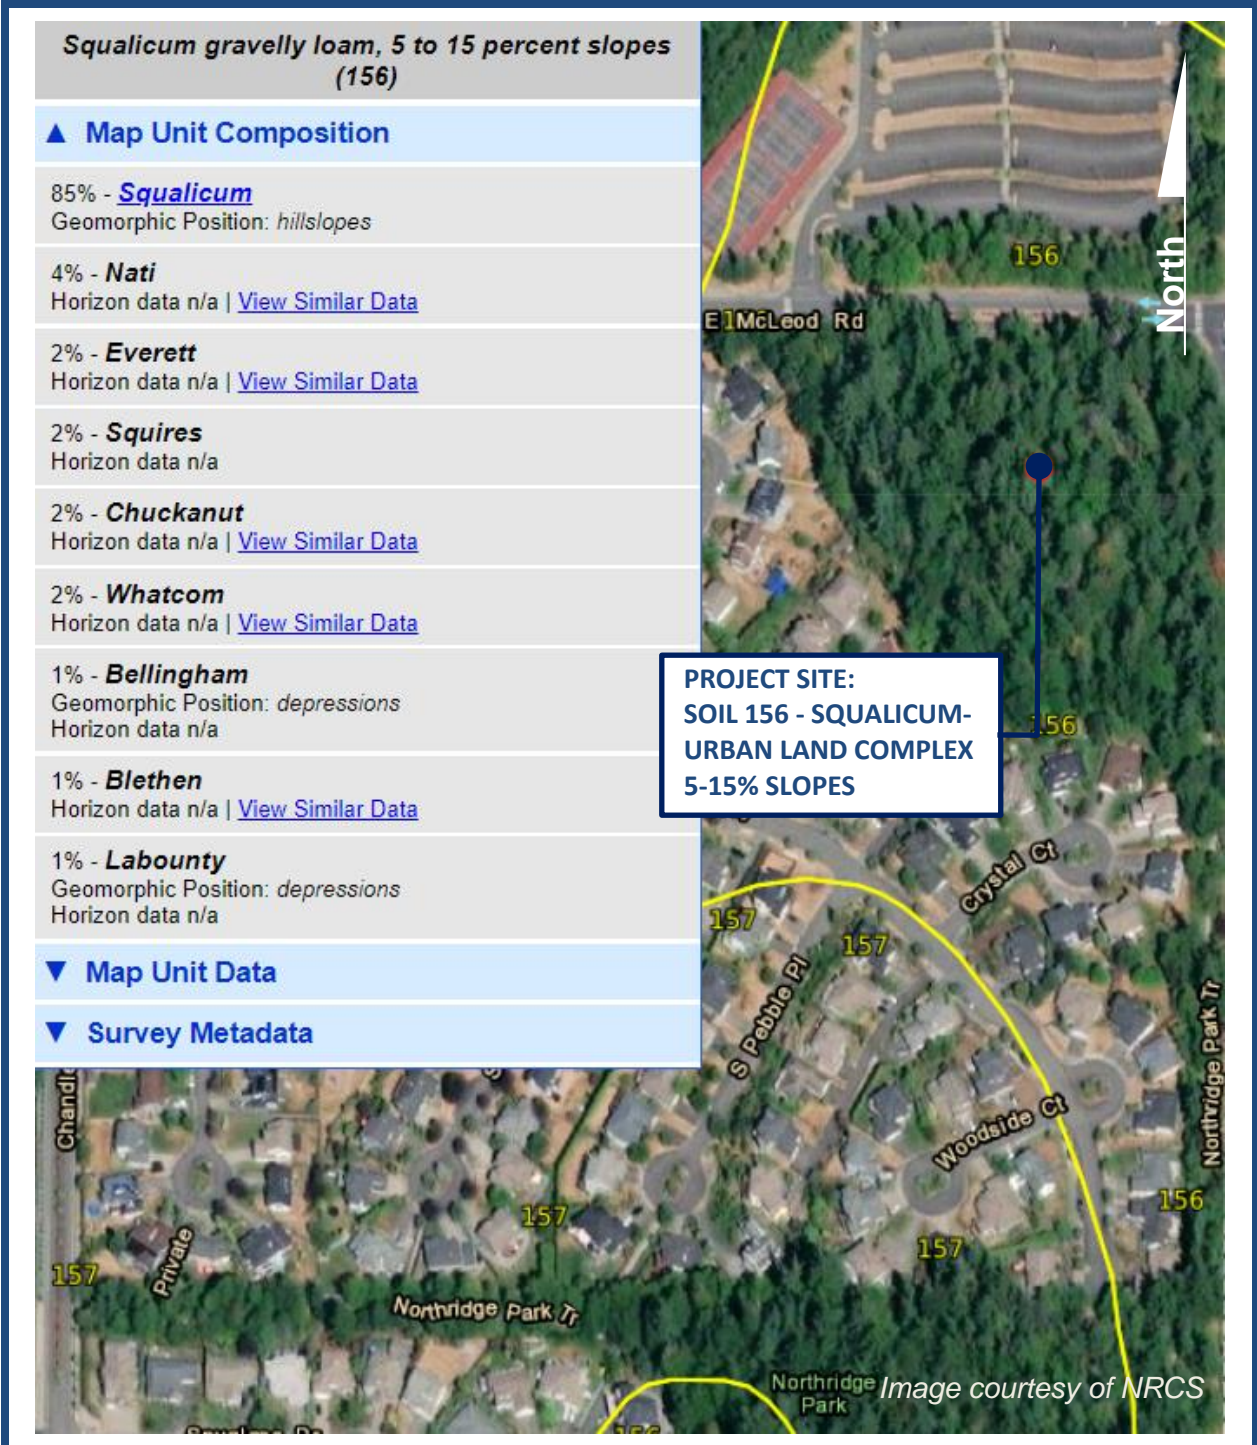 Squalicum gravelly loam, 5 to 15 percent slopes
(156)
▲ Map Unit Composition
85% - Squalicum
Geomorphic Position: hillslopes
4% - Nati
Horizon data n/a | View Similar Data
2% - Everett
Horizon data n/a | View Similar Data
2% - Squires
Horizon data n/a
2% - Chuckanut
Horizon data n/a | View Similar Data
2% - Whatcom
Horizon data n/a | View Similar Data
1% - Bellingham
Geomorphic Position: depressions
Horizon data n/a
1% - Blethen
Horizon data n/a | View Similar Data
1% - Labounty
Geomorphic Position: depressions
Horizon data n/a
▼ Map Unit Data
▼ Survey Metadata
156
North
E McLeod Rd
PROJECT SITE:
SOIL 156 - SQUALICUM-
URBAN LAND COMPLEX
5-15% SLOPES
156
Crystal Ct
157
157
S Pebble Pl
Northridge Park Tr
Woodside Ct
156
157
157
157
Private
Northridge Park Tr
Northridge
Park
Image courtesy of NRCS